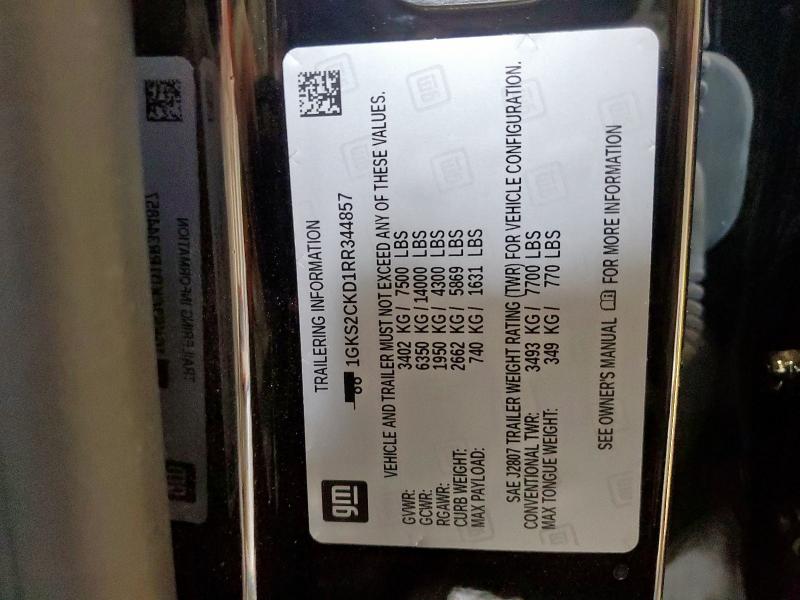 gm
TRAILERING INFORMATION
1GKS2CKD1RR344857
VEHICLE AND TRAILER MUST NOT EXCEED ANY OF THESE VALUES.
GVWR: 3402 KG / 7500 LBS
GCWR: 6350 KG / 14000 LBS
RGAWR: 1950 KG / 4300 LBS
CURB WEIGHT: 2662 KG / 5869 LBS
MAX PAYLOAD: 740 KG / 1631 LBS
SAE J2807 TRAILER WEIGHT RATING (TWR) FOR VEHICLE CONFIGURATION.
CONVENTIONAL TWR: 3493 KG / 7700 LBS
MAX TONGUE WEIGHT: 349 KG / 770 LBS
SEE OWNER'S MANUAL FOR MORE INFORMATION